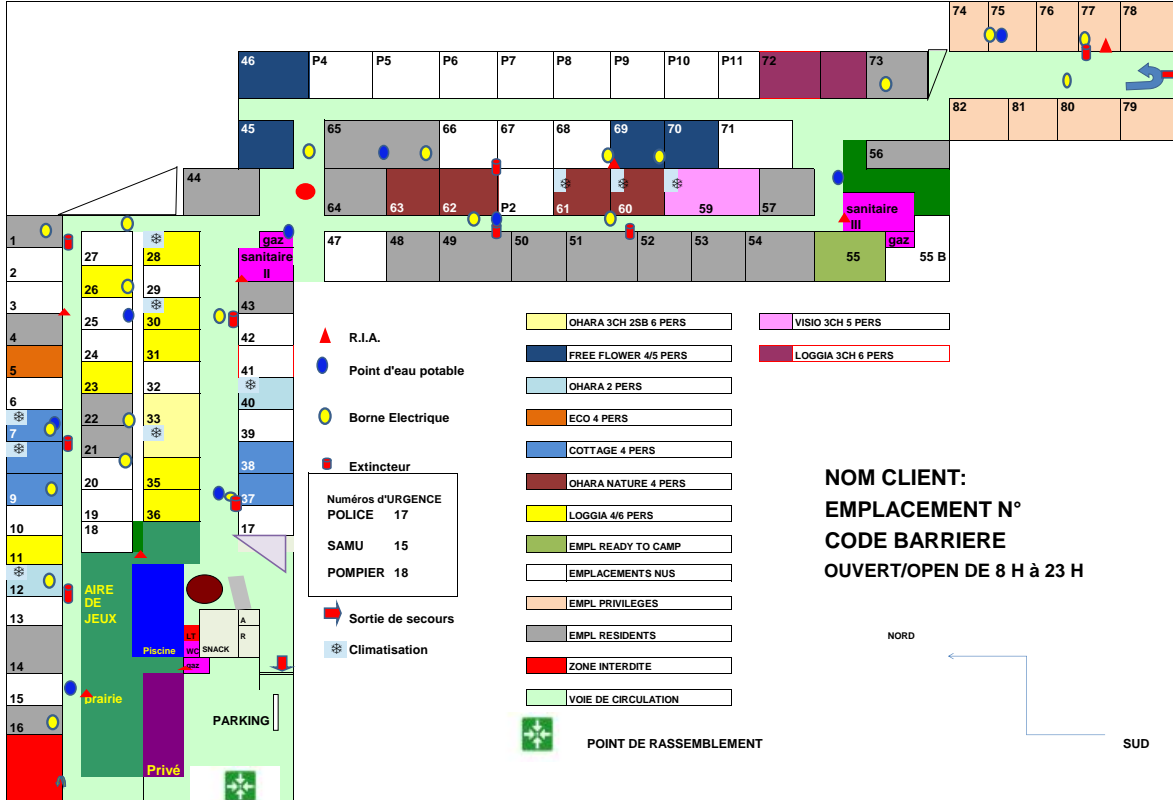 74 75 76 77 78
46 P4 P5 P6 P7 P8 P9 P10 P11 72 73
82 81 80 79
45 65 66 67 68 69 70 71
56
44 64 63 62 P2 61 60 59 57
sanitaire
III
gaz
1
2
3
4
5
6
7
9
10
11
12
13
14
15
16
27
26
25
24
23
22
21
20
19
18
28
29
30
31
32
33
35
36
gaz
sanitaire
II
43
42
41
40
39
38
37
17
47 48 49 50 51 52 53 54 55 55 B
R.I.A.
Point d'eau potable
Borne Electrique
Extincteur
Numéros d'URGENCE
POLICE 17
SAMU 15
POMPIER 18
Sortie de secours
Climatisation
OHARA 3CH 2SB 6 PERS
FREE FLOWER 4/5 PERS
OHARA 2 PERS
ECO 4 PERS
COTTAGE 4 PERS
OHARA NATURE 4 PERS
LOGGIA 4/6 PERS
EMPL READY TO CAMP
EMPLACEMENTS NUS
EMPL PRIVILEGES
EMPL RESIDENTS
ZONE INTERDITE
VOIE DE CIRCULATION
POINT DE RASSEMBLEMENT
VISIO 3CH 5 PERS
LOGGIA 3CH 6 PERS
NOM CLIENT:
EMPLACEMENT N°
CODE BARRIERE
OUVERT/OPEN DE 8 H à 23 H
NORD
SUD
AIRE
DE
JEUX
Piscine
LT
WC
gaz
SNACK
A
R
prairie
PARKING
Privé